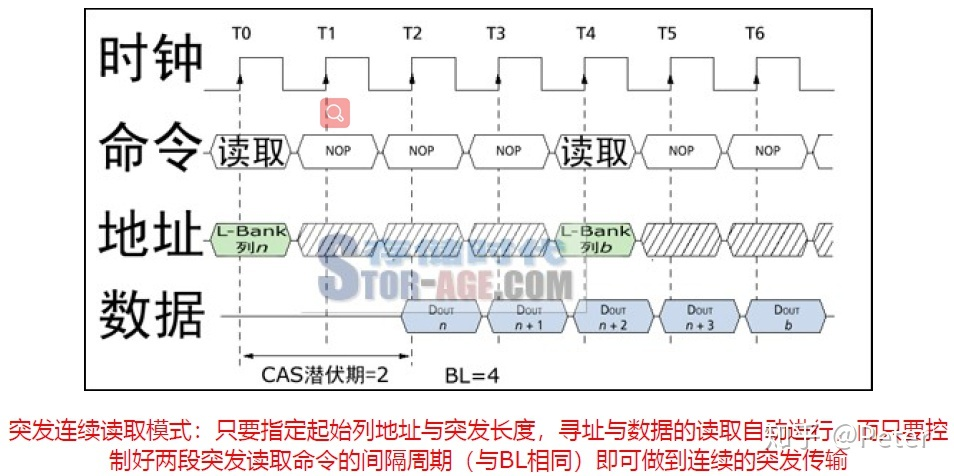 T0 T1 T2 T3 T4 T5 T6
时钟
命令 读取 NOP NOP NOP 读取 NOP NOP
地址 L-Bank 列n L-Bank 列b
存储时代
STOR-AGE.COM
数据 DOUT n DOUT n + 1 DOUT n + 2 DOUT n + 3 DOUT b
CAS潜伏期=2 BL=4
突发连续读取模式：只要指定起始列地址与突发长度，寻址与数据的读取自动进行，而只要控
制好两段突发读取命令的间隔周期（与BL相同）即可做到连续的突发传输
知乎 @Peter